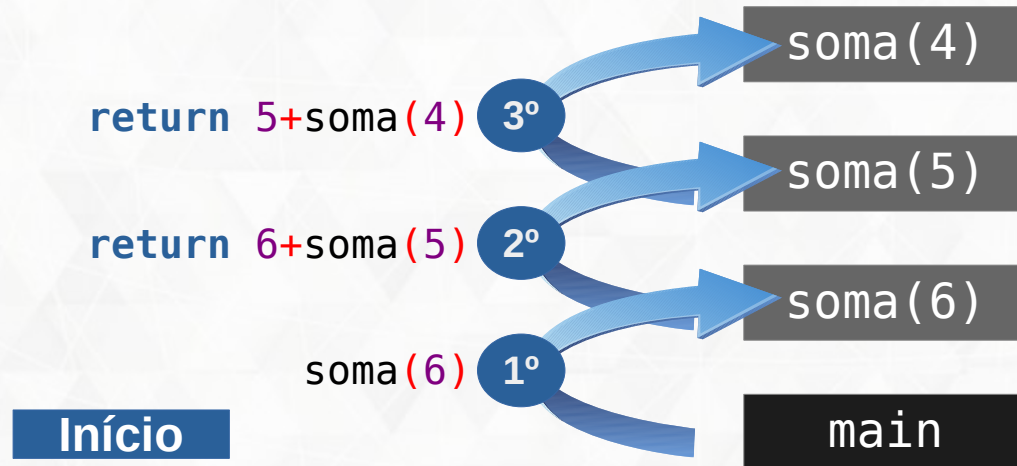 soma(4)
return 5+soma(4) 3º
soma(5)
return 6+soma(5) 2º
soma(6)
soma(6) 1º
Início
main